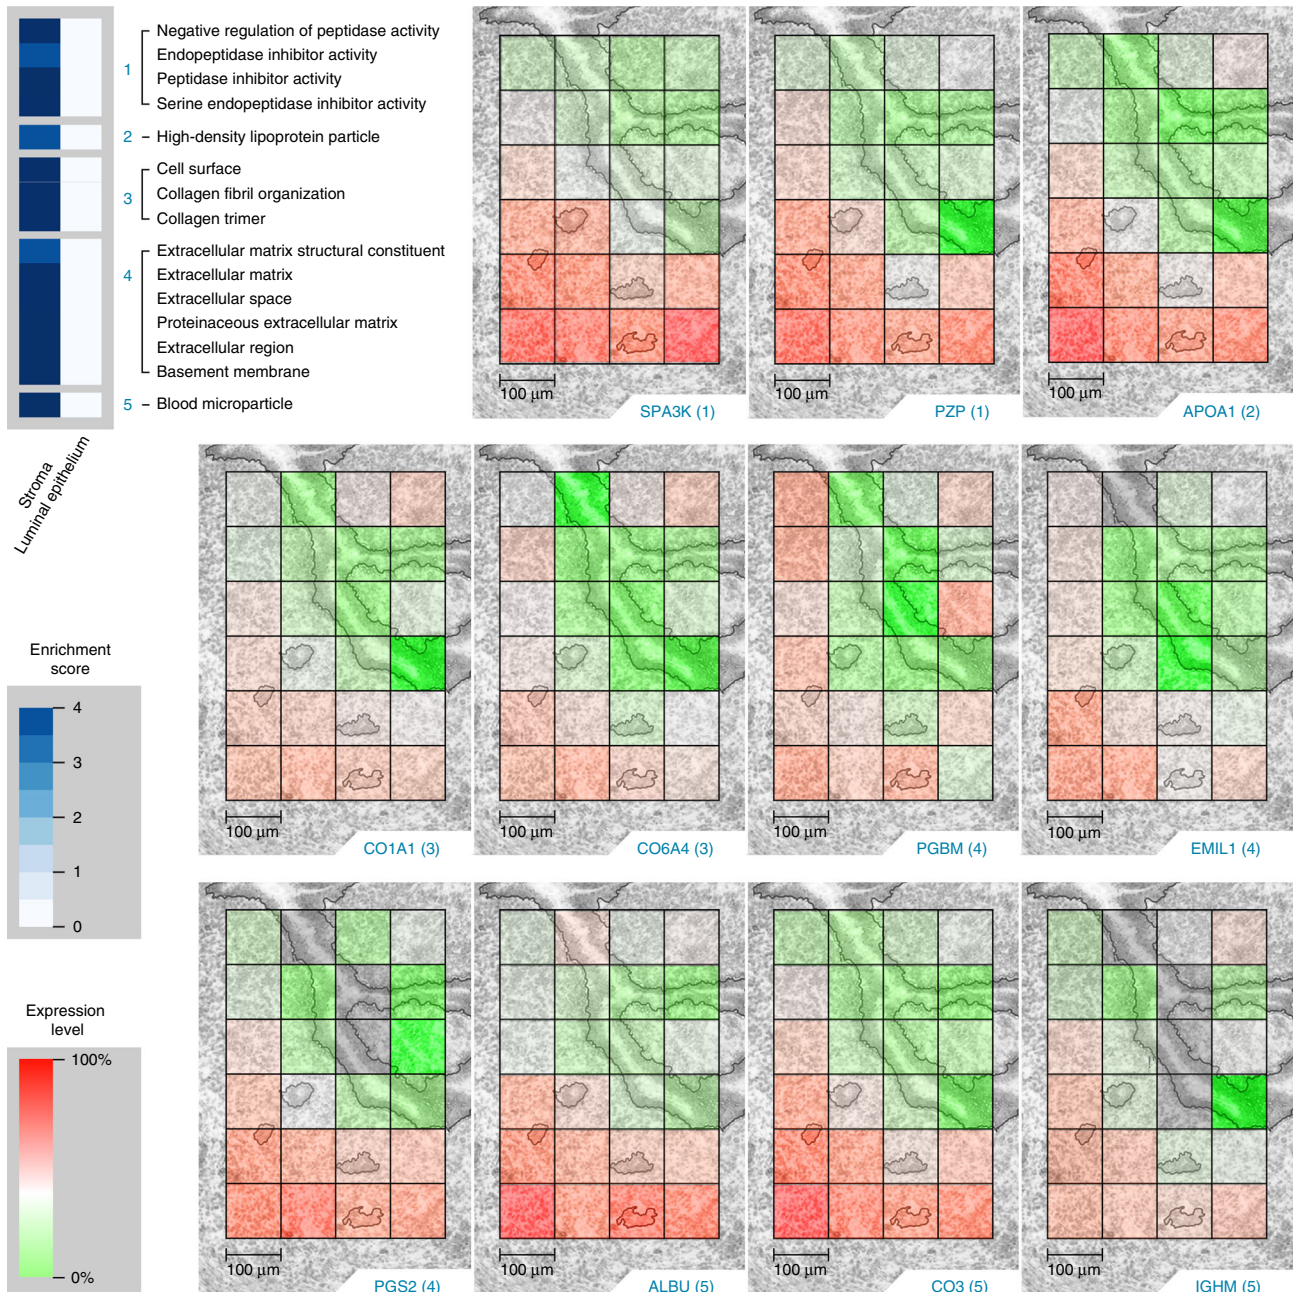 1
Negative regulation of peptidase activity
Endopeptidase inhibitor activity
Peptidase inhibitor activity
Serine endopeptidase inhibitor activity
2
High-density lipoprotein particle
3
Cell surface
Collagen fibril organization
Collagen trimer
4
Extracellular matrix structural constituent
Extracellular matrix
Extracellular space
Proteinaceous extracellular matrix
Extracellular region
Basement membrane
5
Blood microparticle
Stroma
Luminal epithelium
100 µm
SPA3K (1)
100 µm
PZP (1)
100 µm
APOA1 (2)
100 µm
CO1A1 (3)
100 µm
CO6A4 (3)
100 µm
PGBM (4)
100 µm
EMIL1 (4)
Enrichment
score
4
3
2
1
0
Expression
level
100%
0%
100 µm
PGS2 (4)
100 µm
ALBU (5)
100 µm
CO3 (5)
100 µm
IGHM (5)